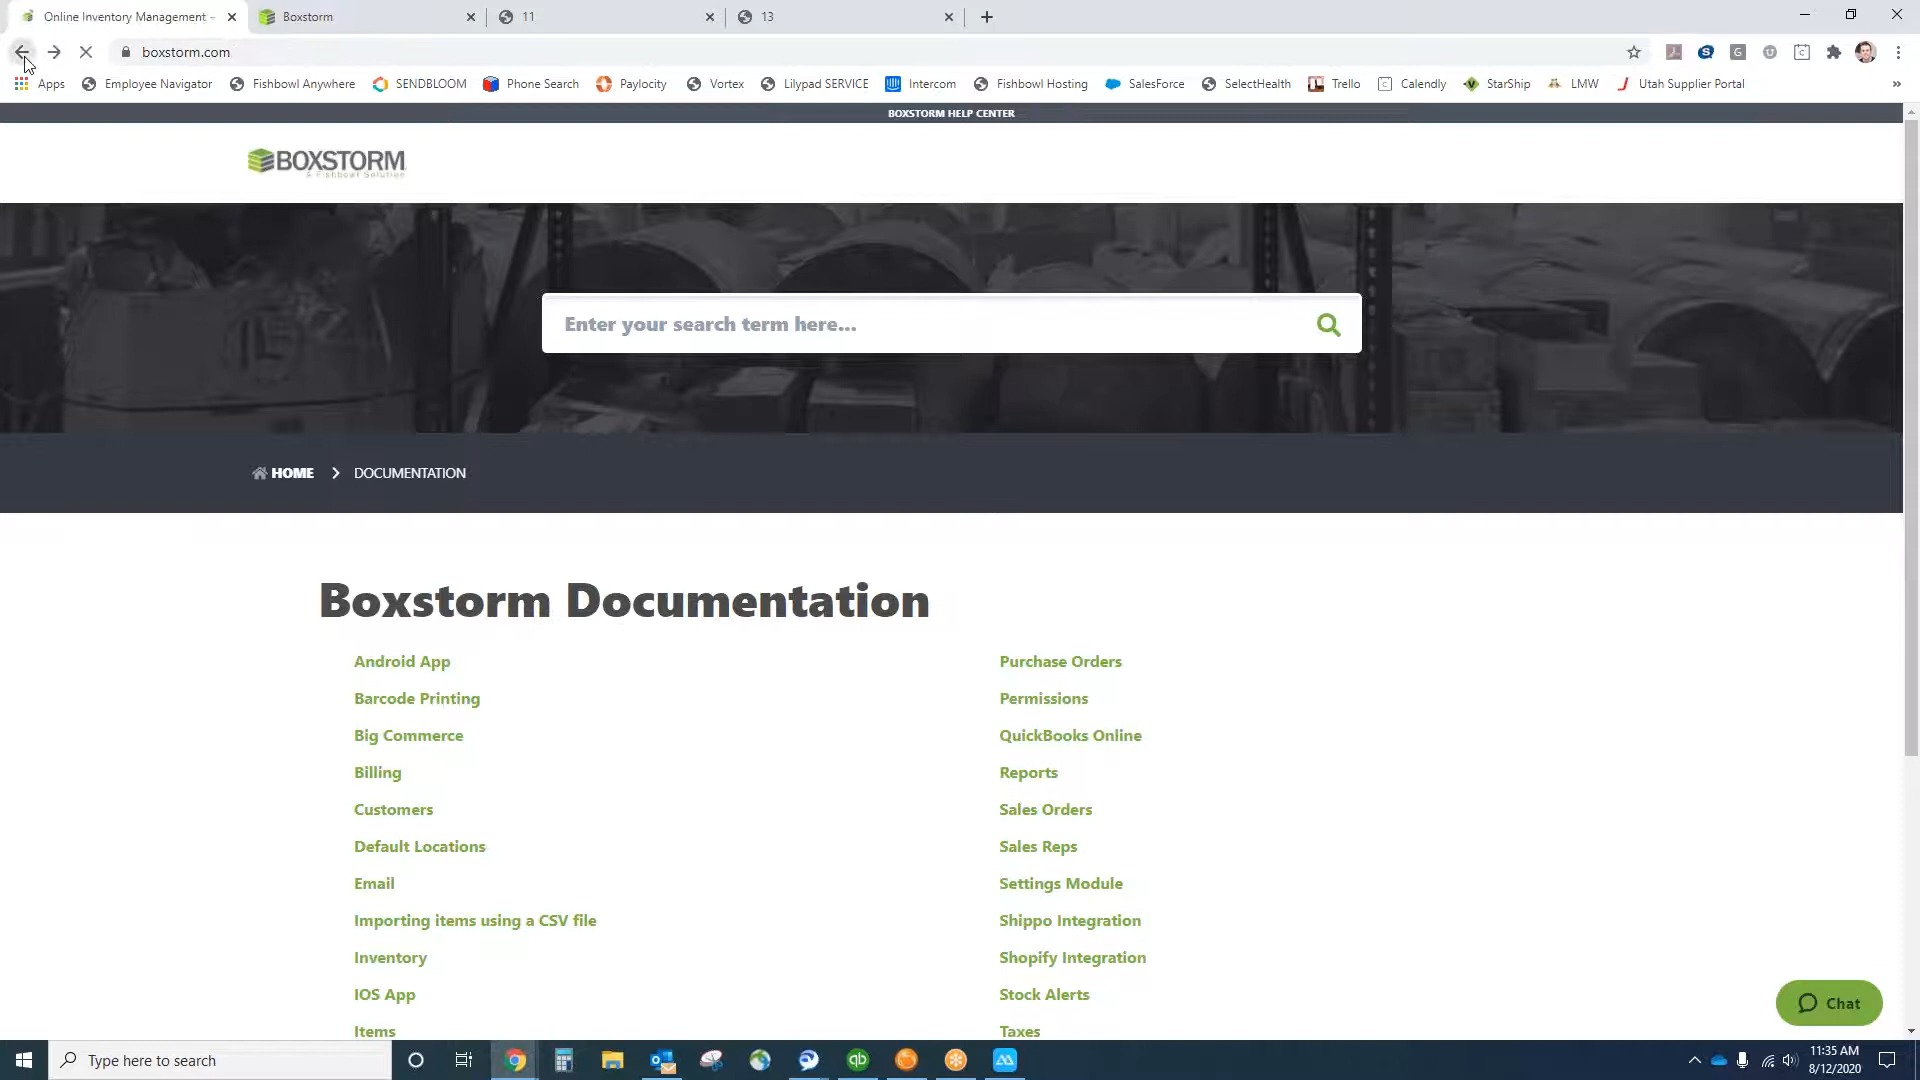 Online Inventory Management -
Boxstorm
11
13
boxstorm.com
Apps
Employee Navigator
Fishbowl Anywhere
SENDBLOOM
Phone Search
Paylocity
Vortex
Lilypad SERVICE
Intercom
Fishbowl Hosting
SalesForce
SelectHealth
Trello
Calendly
StarShip
LMW
Utah Supplier Portal
BOXSTORM HELP CENTER
BOXSTORM
A Fishbowl Solution
Enter your search term here...
HOME
DOCUMENTATION
Boxstorm Documentation
Android App
Barcode Printing
Big Commerce
Billing
Customers
Default Locations
Email
Importing items using a CSV file
Inventory
IOS App
Items
Purchase Orders
Permissions
QuickBooks Online
Reports
Sales Orders
Sales Reps
Settings Module
Shippo Integration
Shopify Integration
Stock Alerts
Taxes
Chat
Type here to search
11:35 AM
8/12/2020